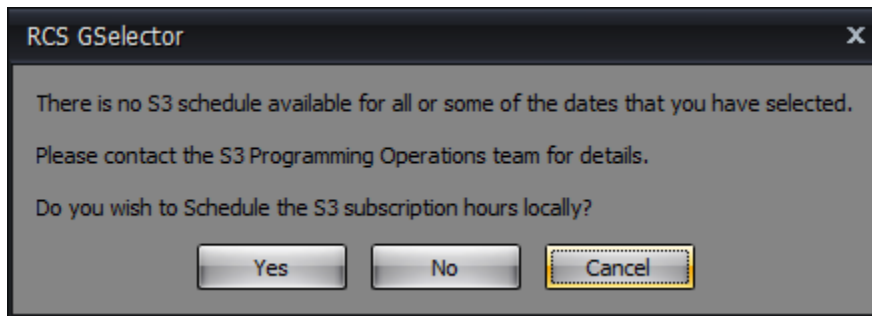 RCS GSelector
x
There is no S3 schedule available for all or some of the dates that you have selected.
Please contact the S3 Programming Operations team for details.
Do you wish to Schedule the S3 subscription hours locally?
Yes No Cancel